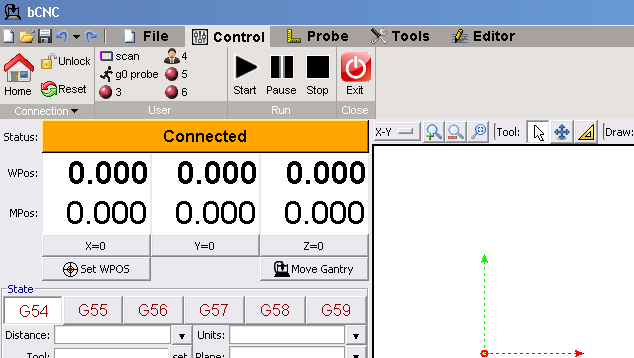 bCNC
File Control Probe Tools Editor
Home Unlock Reset
scan 4
g0 probe 5
3 6
Start Pause Stop Exit
Connection User Run Close
Status: Connected
X-Y Tool: Draw:
WPos: 0.000 0.000 0.000
MPos: 0.000 0.000 0.000
X=0 Y=0 Z=0
Set WPOS Move Gantry
State
G54 G55 G56 G57 G58 G59
Distance: Units:
Tool: set Plane: